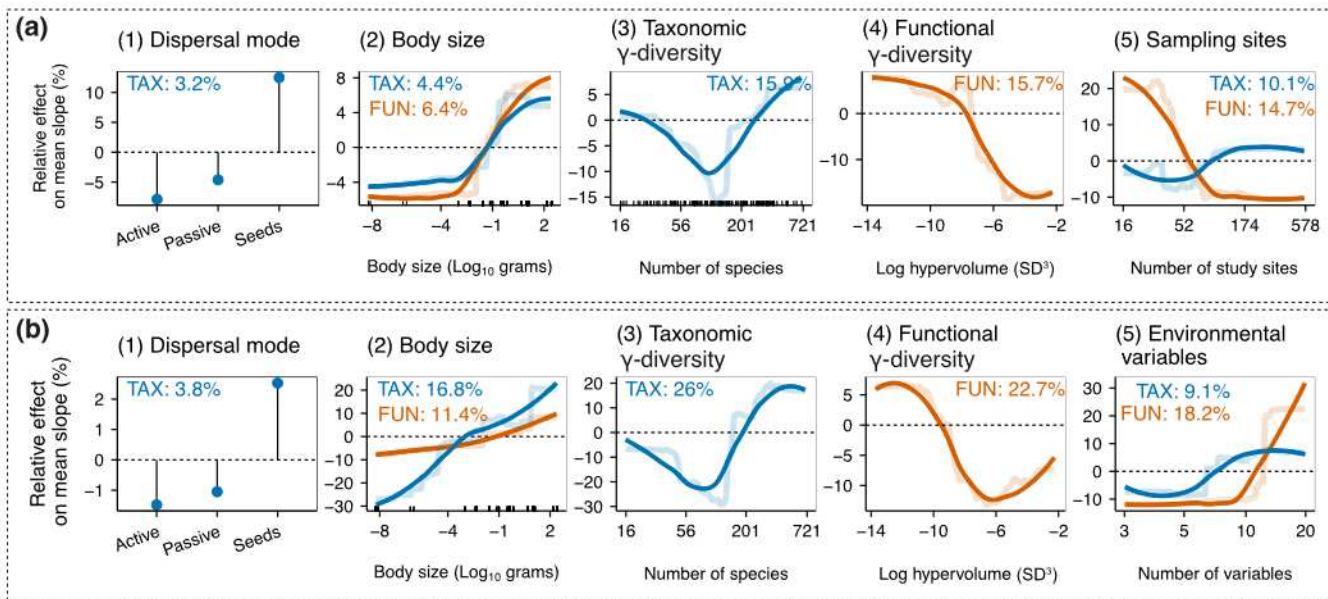 (a)
(1) Dispersal mode
(2) Body size
(3) Taxonomic
γ-diversity
(4) Functional
γ-diversity
(5) Sampling sites
Relative effect
on mean slope (%)
10
5
0
−5
TAX: 3.2%
Active
Passive
Seeds
8
4
0
−4
TAX: 4.4%
FUN: 6.4%
−8
−4
−1
2
Body size (Log₁₀ grams)
5
0
−5
−10
−15
TAX: 15.9%
16
56
201
721
Number of species
0
−10
FUN: 15.7%
−14
−10
−6
−2
Log hypervolume (SD³)
20
10
0
−10
TAX: 10.1%
FUN: 14.7%
16
52
174
578
Number of study sites
(b)
(1) Dispersal mode
(2) Body size
(3) Taxonomic
γ-diversity
(4) Functional
γ-diversity
(5) Environmental
variables
Relative effect
on mean slope (%)
2
1
0
−1
TAX: 3.8%
Active
Passive
Seeds
20
10
0
−10
−20
−30
TAX: 16.8%
FUN: 11.4%
−8
−4
−1
2
Body size (Log₁₀ grams)
20
10
0
−10
−20
−30
TAX: 26%
16
56
201
721
Number of species
5
0
−5
−10
FUN: 22.7%
−14
−10
−6
−2
Log hypervolume (SD³)
30
20
10
0
−10
TAX: 9.1%
FUN: 18.2%
3
5
10
20
Number of variables